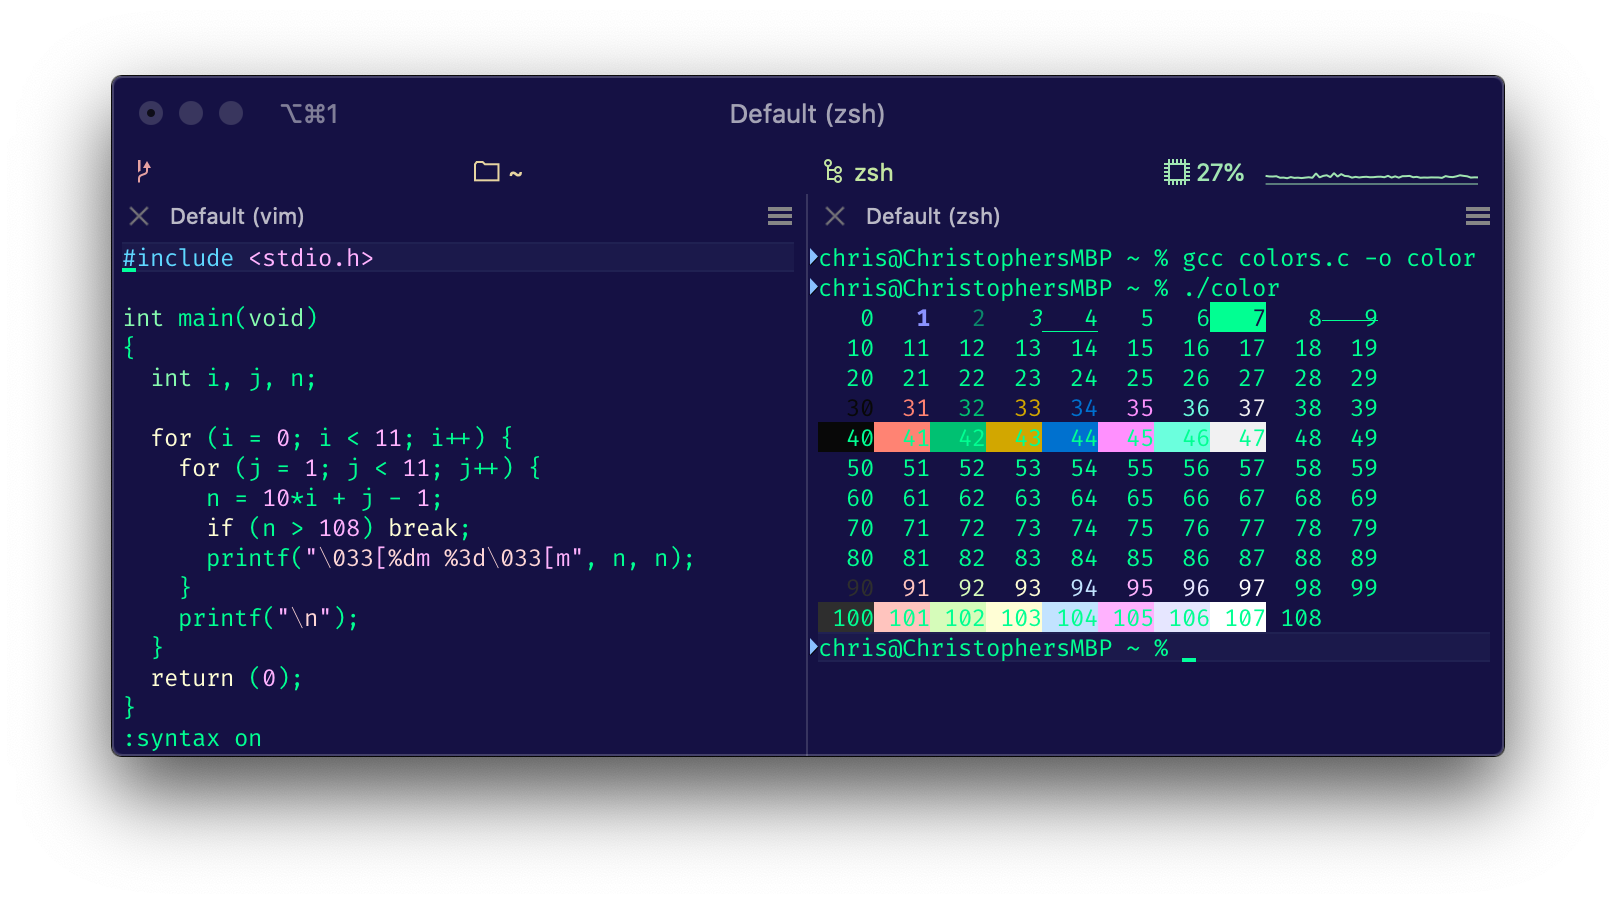 ⌥⌘1 Default (zsh)
~ zsh 27%
Default (vim)
#include <stdio.h>

int main(void)
{
  int i, j, n;

  for (i = 0; i < 11; i++) {
    for (j = 1; j < 11; j++) {
      n = 10*i + j - 1;
      if (n > 108) break;
      printf("\033[%dm %3d\033[m", n, n);
    }
    printf("\n");
  }
  return (0);
}
:syntax on
Default (zsh)
chris@ChristophersMBP ~ % gcc colors.c -o color
chris@ChristophersMBP ~ % ./color
0 1 2 3 4 5 6 7 8 9
10 11 12 13 14 15 16 17 18 19
20 21 22 23 24 25 26 27 28 29
30 31 32 33 34 35 36 37 38 39
40 41 42 43 44 45 46 47 48 49
50 51 52 53 54 55 56 57 58 59
60 61 62 63 64 65 66 67 68 69
70 71 72 73 74 75 76 77 78 79
80 81 82 83 84 85 86 87 88 89
90 91 92 93 94 95 96 97 98 99
100 101 102 103 104 105 106 107 108
chris@ChristophersMBP ~ % _